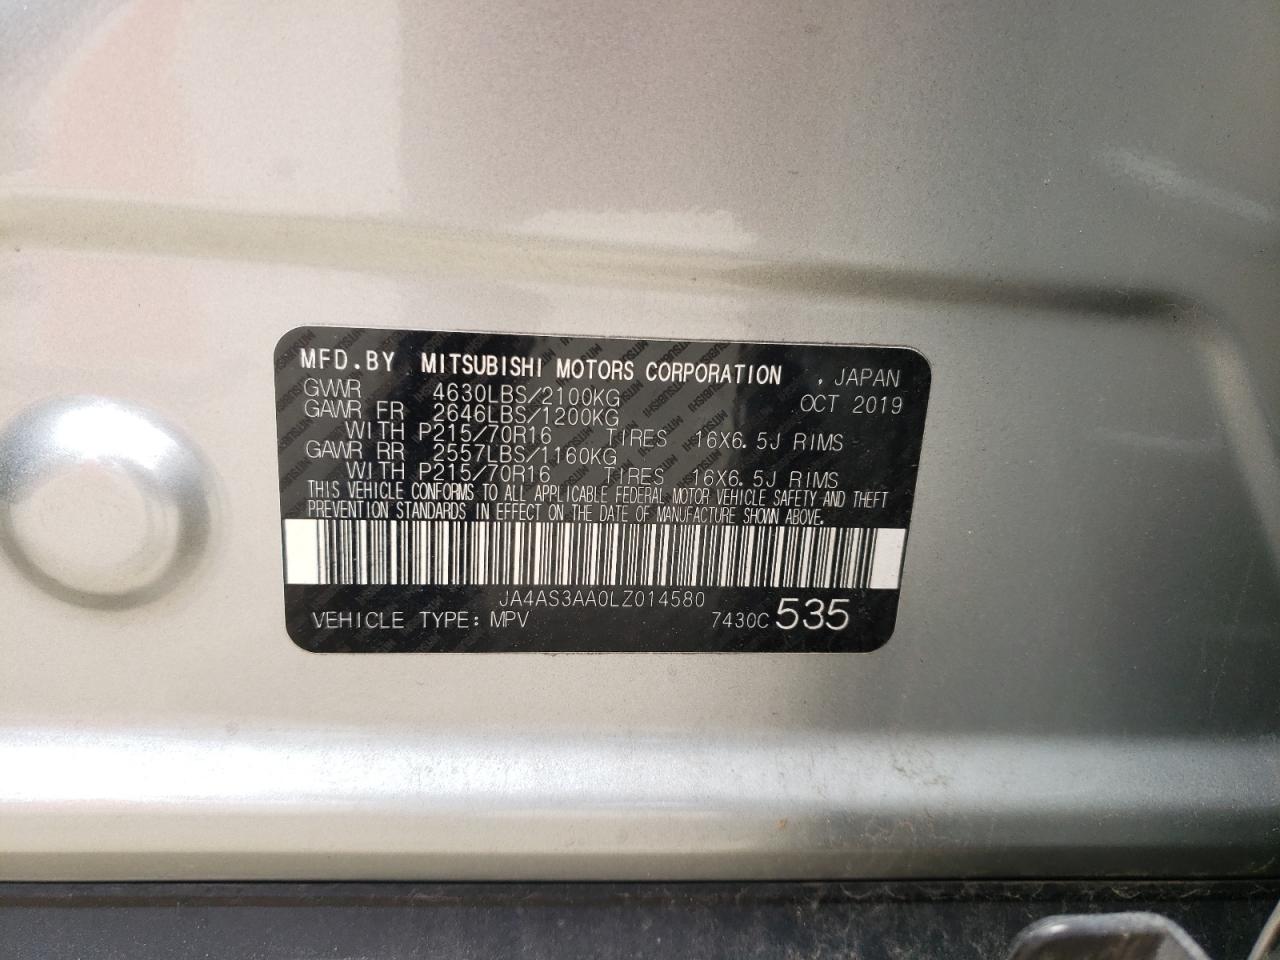 MFD.BY MITSUBISHI MOTORS CORPORATION , JAPAN
GVWR 4630LBS/2100KG OCT 2019
GAWR FR 2646LBS/1200KG
WITH P215/70R16 TIRES 16X6.5J RIMS
GAWR RR 2557LBS/1160KG
WITH P215/70R16 TIRES 16X6.5J RIMS
THIS VEHICLE CONFORMS TO ALL APPLICABLE FEDERAL MOTOR VEHICLE SAFETY AND THEFT
PREVENTION STANDARDS IN EFFECT ON THE DATE OF MANUFACTURE SHOWN ABOVE.
JA4AS3AA0LZ014580
VEHICLE TYPE: MPV 7430C 535